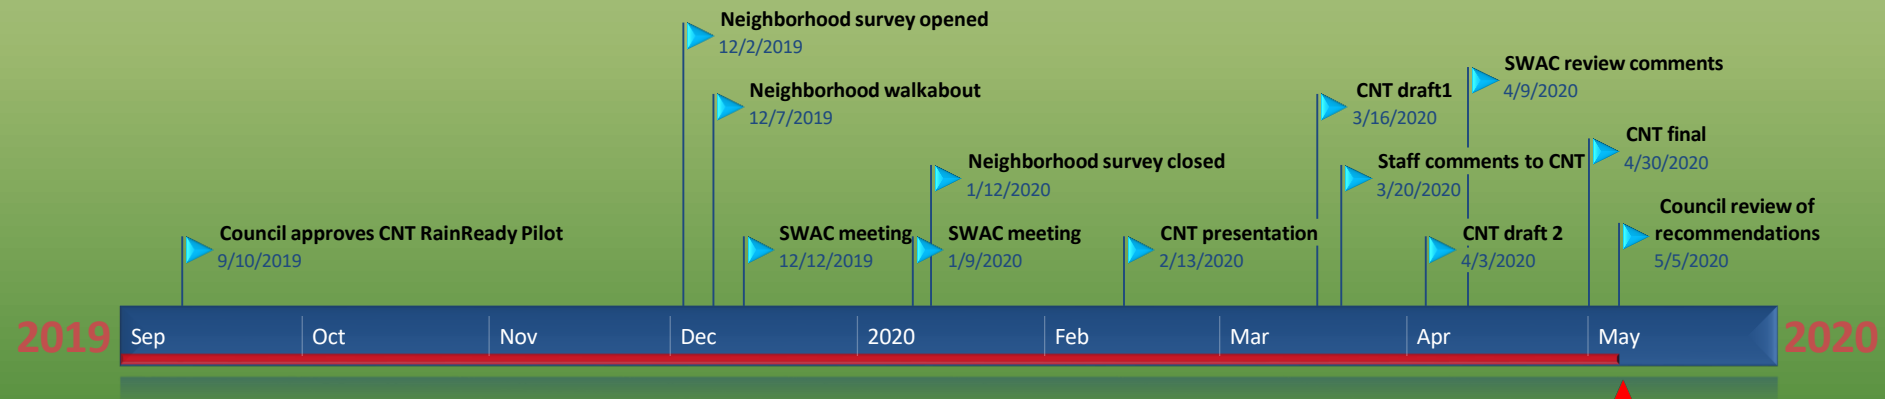 Neighborhood survey opened
12/2/2019
Neighborhood walkabout
12/7/2019
SWAC review comments
4/9/2020
CNT draft1
3/16/2020
CNT final
4/30/2020
Neighborhood survey closed
1/12/2020
Staff comments to CNT
3/20/2020
Council approves CNT RainReady Pilot
9/10/2019
SWAC meeting
12/12/2019
SWAC meeting
1/9/2020
CNT presentation
2/13/2020
CNT draft 2
4/3/2020
Council review of
recommendations
5/5/2020
2019 Sep Oct Nov Dec 2020 Feb Mar Apr May 2020